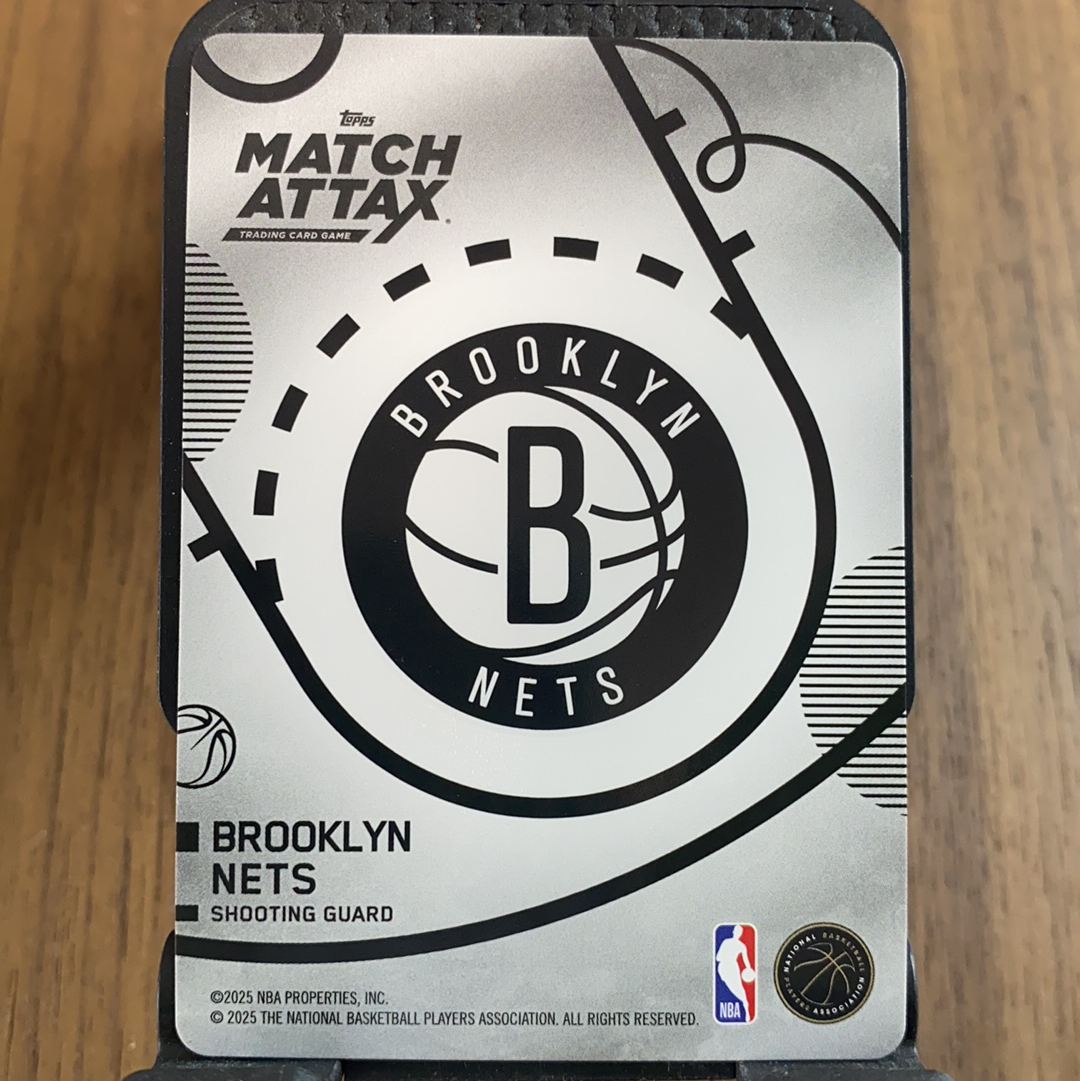 topps
MATCH
ATTAX
TRADING CARD GAME
BROOKLYN
B
NETS
BROOKLYN
NETS
SHOOTING GUARD
NBA
NATIONAL BASKETBALL
PLAYERS ASSOCIATION
©2025 NBA PROPERTIES, INC.
© 2025 THE NATIONAL BASKETBALL PLAYERS ASSOCIATION. ALL RIGHTS RESERVED.